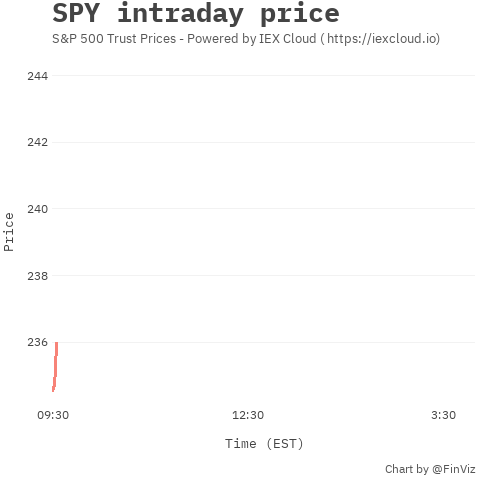 SPY intraday price
S&P 500 Trust Prices - Powered by IEX Cloud (https://iexcloud.io)
244
242
240
238
236
Price
09:30 12:30 3:30
Time (EST)
Chart by @FinViz